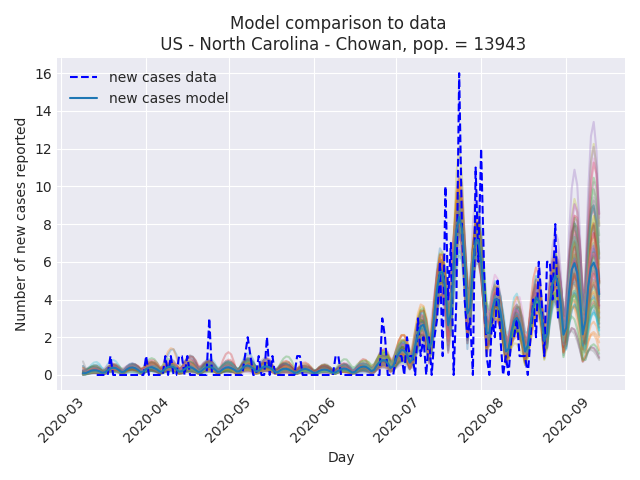 Model comparison to data
US - North Carolina - Chowan, pop. = 13943
new cases data
new cases model
Number of new cases reported
16
14
12
10
8
6
4
2
0
2020-03
2020-04
2020-05
2020-06
2020-07
2020-08
2020-09
Day